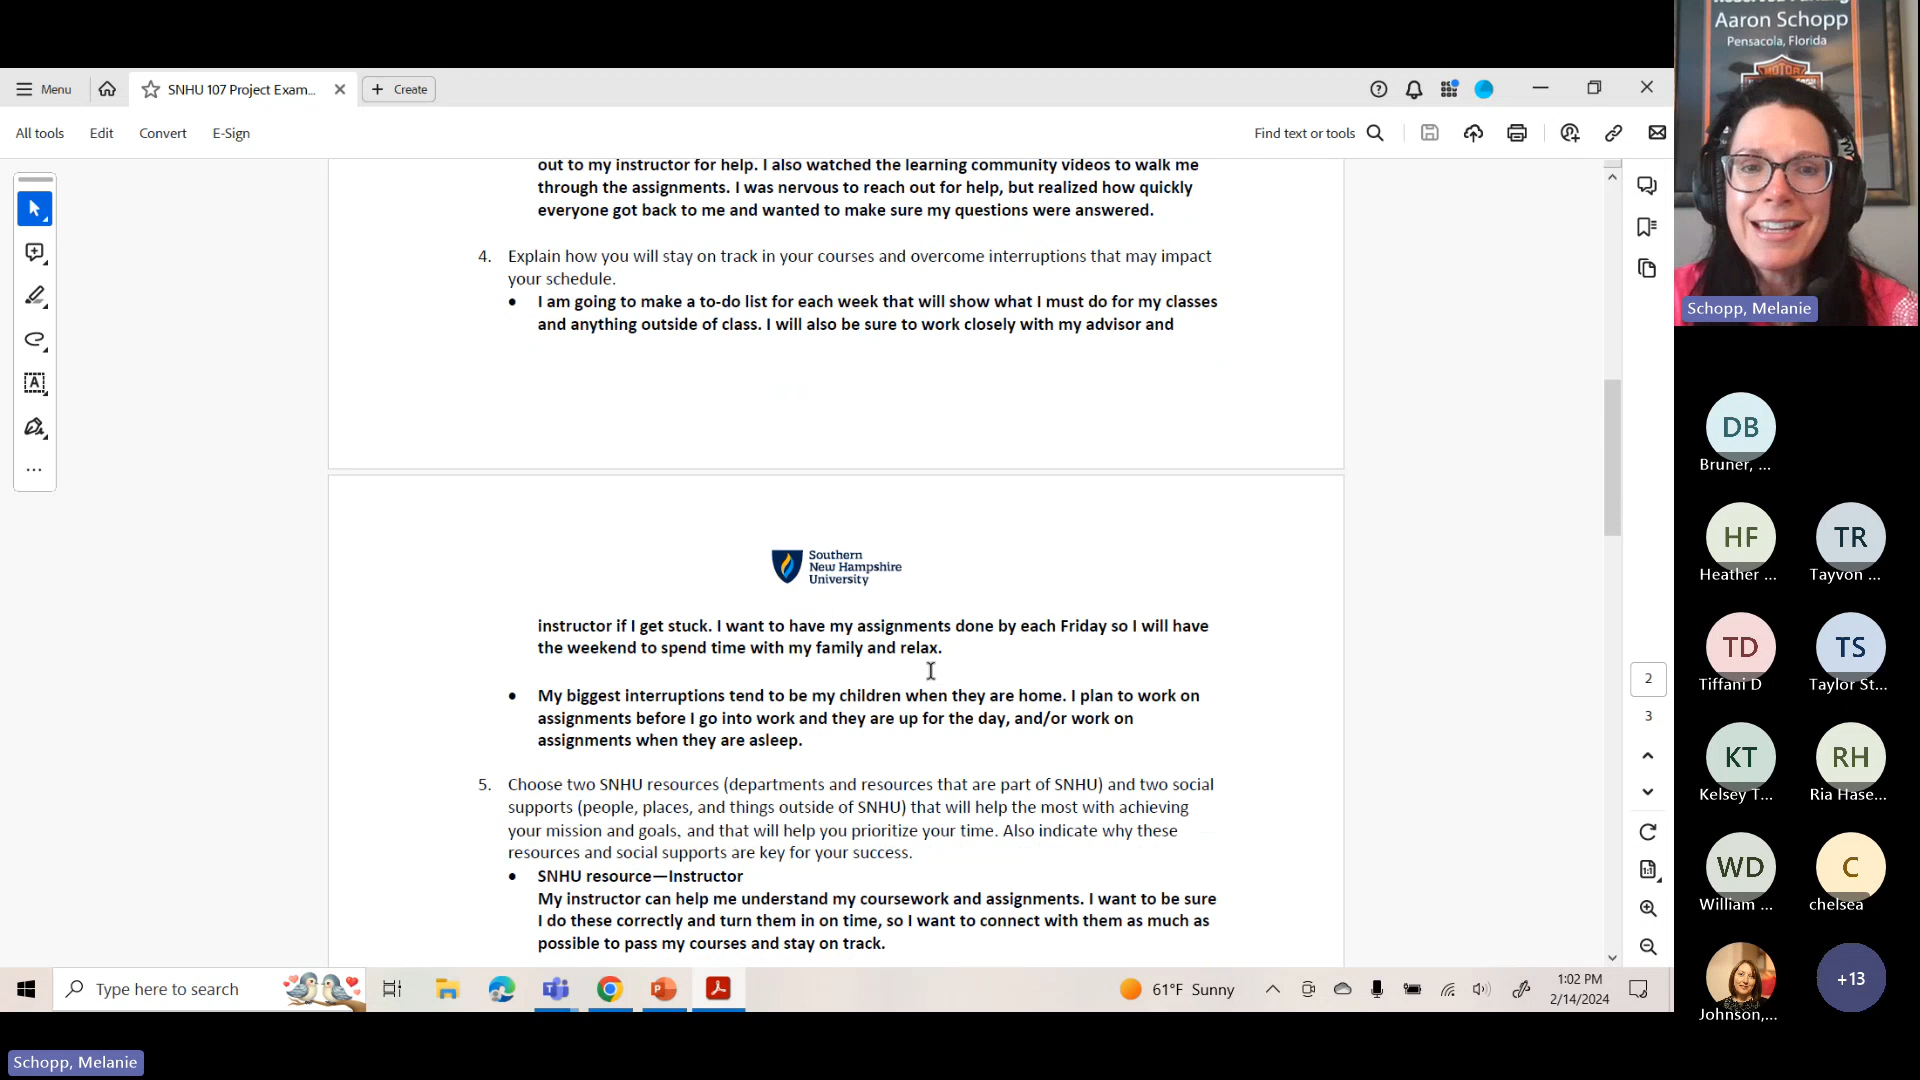 Aaron Schopp
Pensacola, Florida
MOTOR
Menu
SNHU 107 Project Exam...
Create
All tools
Edit
Convert
E-Sign
Find text or tools
out to my instructor for help. I also watched the learning community videos to walk me
through the assignments. I was nervous to reach out for help, but realized how quickly
everyone got back to me and wanted to make sure my questions were answered.
4. Explain how you will stay on track in your courses and overcome interruptions that may impact
your schedule.
• I am going to make a to-do list for each week that will show what I must do for my classes
and anything outside of class. I will also be sure to work closely with my advisor and
Southern
New Hampshire
University
instructor if I get stuck. I want to have my assignments done by each Friday so I will have
the weekend to spend time with my family and relax.
• My biggest interruptions tend to be my children when they are home. I plan to work on
assignments before I go into work and they are up for the day, and/or work on
assignments when they are asleep.
5. Choose two SNHU resources (departments and resources that are part of SNHU) and two social
supports (people, places, and things outside of SNHU) that will help the most with achieving
your mission and goals, and that will help you prioritize your time. Also indicate why these
resources and social supports are key for your success.
• SNHU resource—Instructor
My instructor can help me understand my coursework and assignments. I want to be sure
I do these correctly and turn them in on time, so I want to connect with them as much as
possible to pass my courses and stay on track.
2
3
Schopp, Melanie
DB
Bruner, ...
HF
Heather ...
TR
Tayvon ...
TD
Tiffani D
TS
Taylor St...
KT
Kelsey T...
RH
Ria Hase...
WD
William ...
C
chelsea
Johnson,...
+13
Type here to search
61°F Sunny
1:02 PM
2/14/2024
Schopp, Melanie